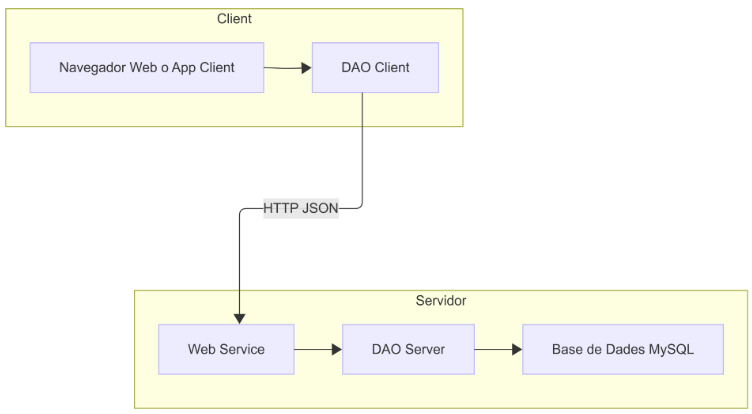 Client
Navegador Web o App Client
DAO Client
HTTP JSON
Servidor
Web Service
DAO Server
Base de Dades MySQL